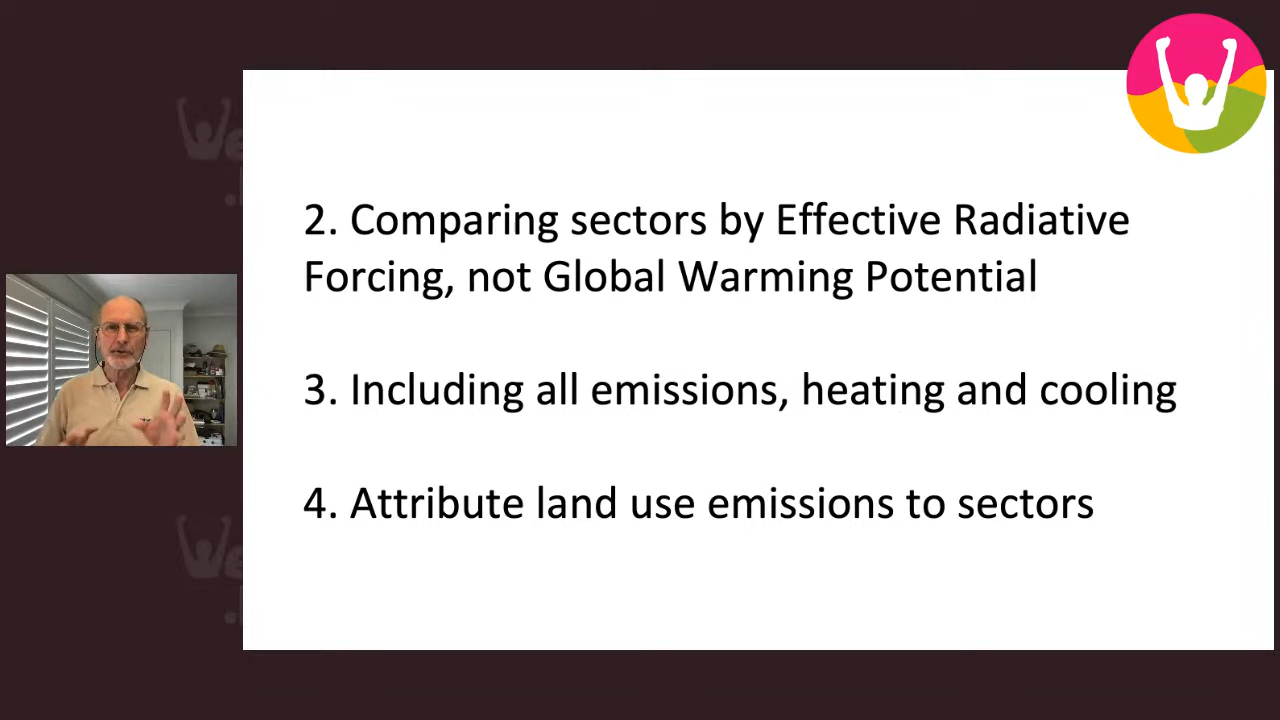 2. Comparing sectors by Effective Radiative
Forcing, not Global Warming Potential
3. Including all emissions, heating and cooling
4. Attribute land use emissions to sectors